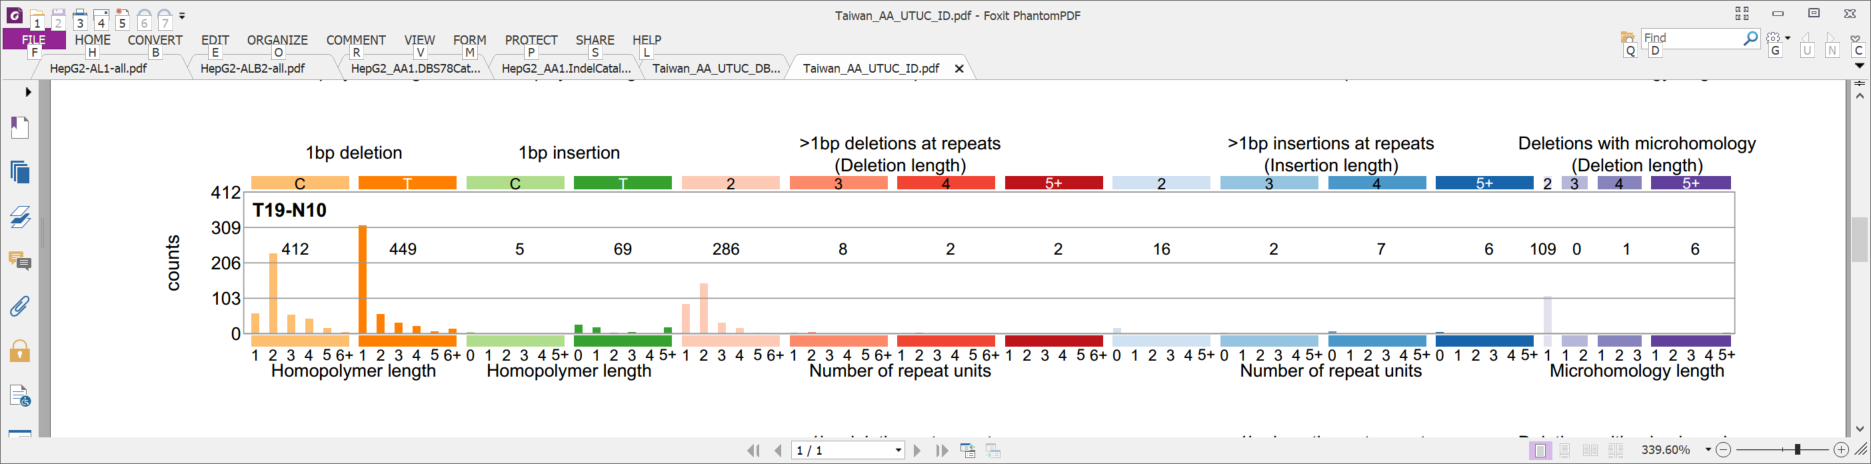 Taiwan_AA_UTUC_ID.pdf - Foxit PhantomPDF
1 2 3 4 5 6 7
FILE HOME CONVERT EDIT ORGANIZE COMMENT VIEW FORM PROTECT SHARE HELP
Find
F H B E O R V M P S L Q D G U N C
HepG2-AL1-all.pdf HepG2-ALB2-all.pdf HepG2_AA1.DBS78Cat... HepG2_AA1.IndelCatal... Taiwan_AA_UTUC_DB... Taiwan_AA_UTUC_ID.pdf
1bp deletion 1bp insertion >1bp deletions at repeats >1bp insertions at repeats Deletions with microhomology
(Deletion length) (Insertion length) (Deletion length)
C T C T 2 3 4 5+ 2 3 4 5+ 2 3 4 5+
412
T19-N10
309
412 449 5 69 286 8 2 2 16 2 7 6 109 0 1 6
206
counts
103
0
1 2 3 4 5 6+ 1 2 3 4 5 6+ 0 1 2 3 4 5+ 0 1 2 3 4 5+ 1 2 3 4 5 6+ 1 2 3 4 5 6+ 1 2 3 4 5 6+ 1 2 3 4 5 6+ 0 1 2 3 4 5+ 0 1 2 3 4 5+ 0 1 2 3 4 5+ 0 1 2 3 4 5+ 1 1 2 1 2 3 1 2 3 4 5+
Homopolymer length Homopolymer length Number of repeat units Number of repeat units Microhomology length
1 / 1
339.60%